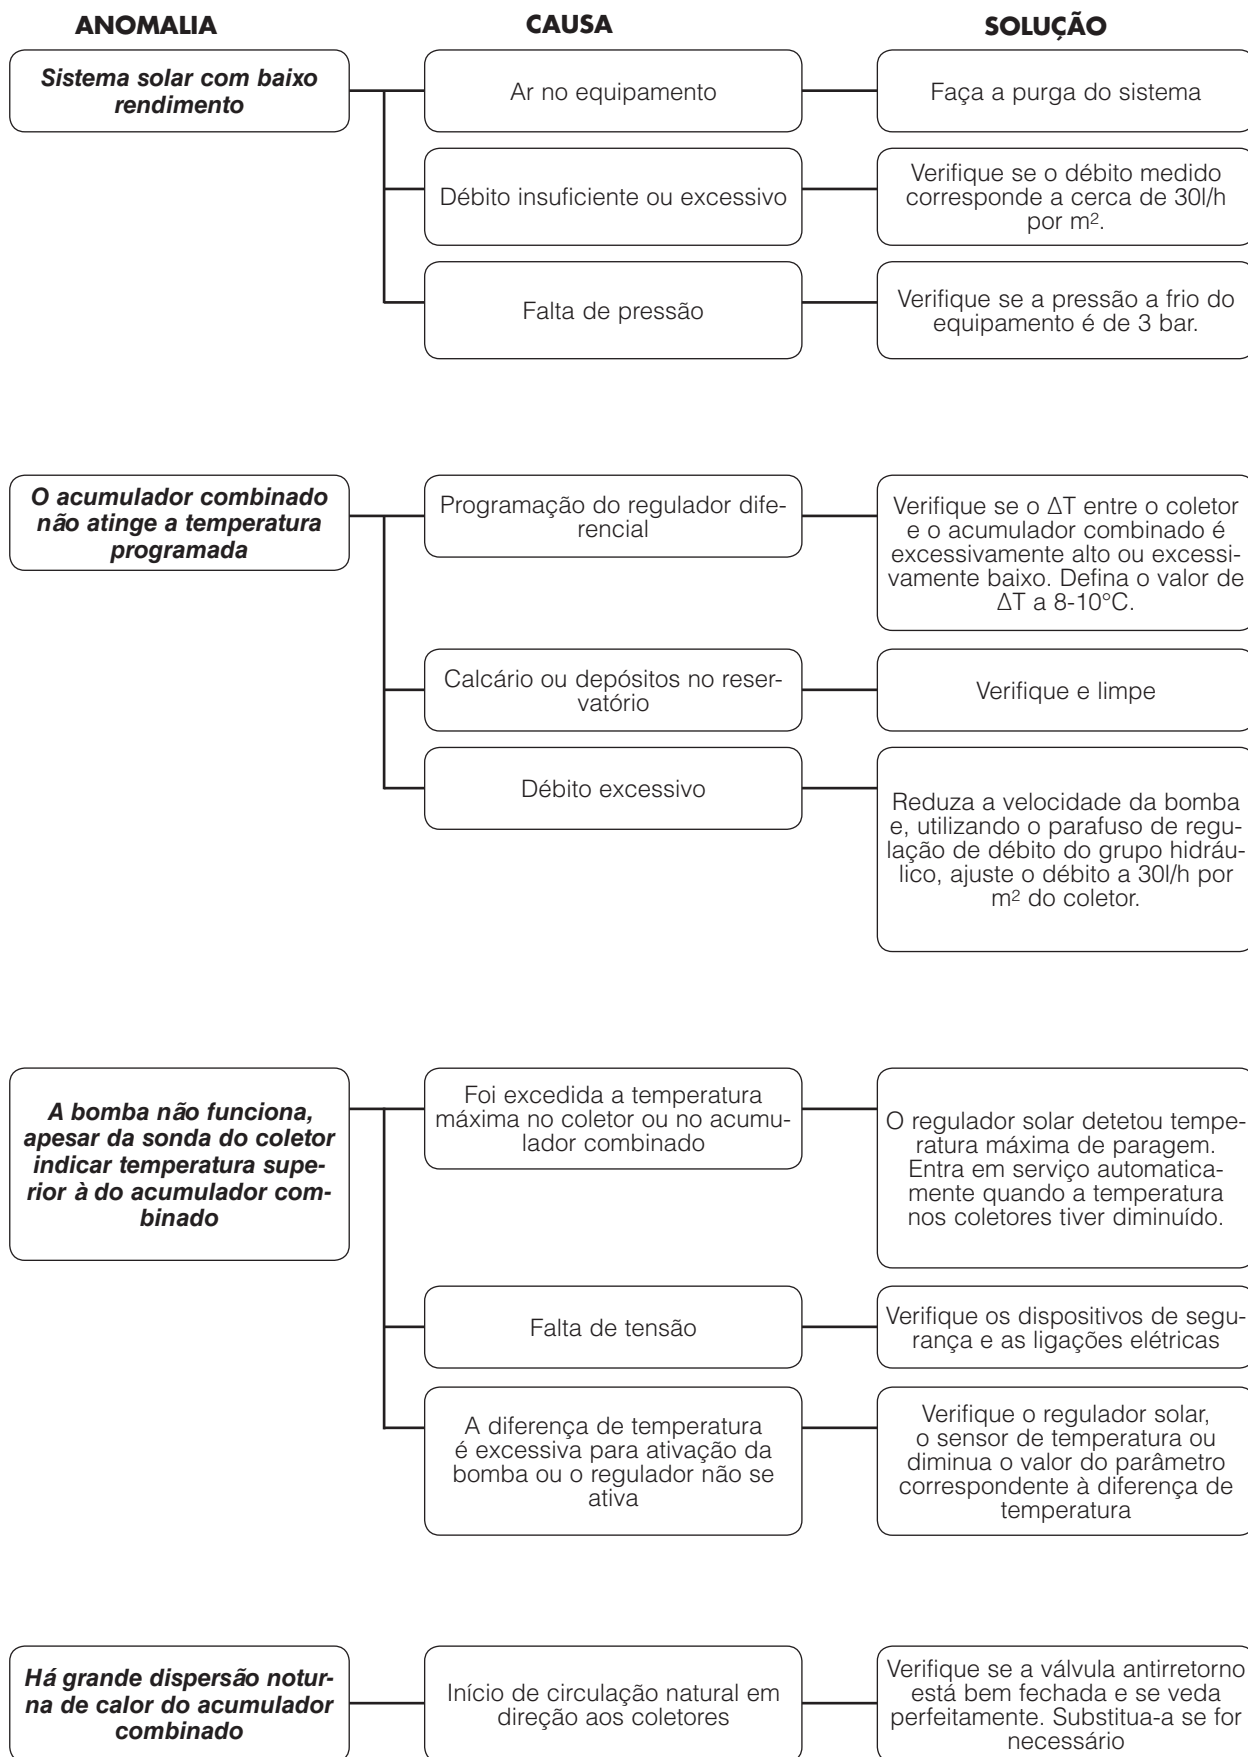 ANOMALIA
CAUSA
SOLUÇÃO
Sistema solar com baixo
rendimento
Ar no equipamento
Faça a purga do sistema
Débito insuficiente ou excessivo
Verifique se o débito medido
corresponde a cerca de 30l/h
por m².
Falta de pressão
Verifique se a pressão a frio do
equipamento é de 3 bar.
O acumulador combinado
não atinge a temperatura
programada
Programação do regulador dife-
rencial
Verifique se o ΔT entre o coletor
e o acumulador combinado é
excessivamente alto ou excessi-
vamente baixo. Defina o valor de
ΔT a 8-10°C.
Calcário ou depósitos no reser-
vatório
Verifique e limpe
Débito excessivo
Reduza a velocidade da bomba
e, utilizando o parafuso de regu-
lação de débito do grupo hidráu-
lico, ajuste o débito a 30l/h por
m² do coletor.
A bomba não funciona,
apesar da sonda do coletor
indicar temperatura supe-
rior à do acumulador com-
binado
Foi excedida a temperatura
máxima no coletor ou no acumu-
lador combinado
O regulador solar detetou tempe-
ratura máxima de paragem.
Entra em serviço automatica-
mente quando a temperatura
nos coletores tiver diminuído.
Falta de tensão
Verifique os dispositivos de segu-
rança e as ligações elétricas
A diferença de temperatura
é excessiva para ativação da
bomba ou o regulador não se
ativa
Verifique o regulador solar,
o sensor de temperatura ou
diminua o valor do parâmetro
correspondente à diferença de
temperatura
Há grande dispersão notur-
na de calor do acumulador
combinado
Início de circulação natural em
direção aos coletores
Verifique se a válvula antirretorno
está bem fechada e se veda
perfeitamente. Substitua-a se for
necessário